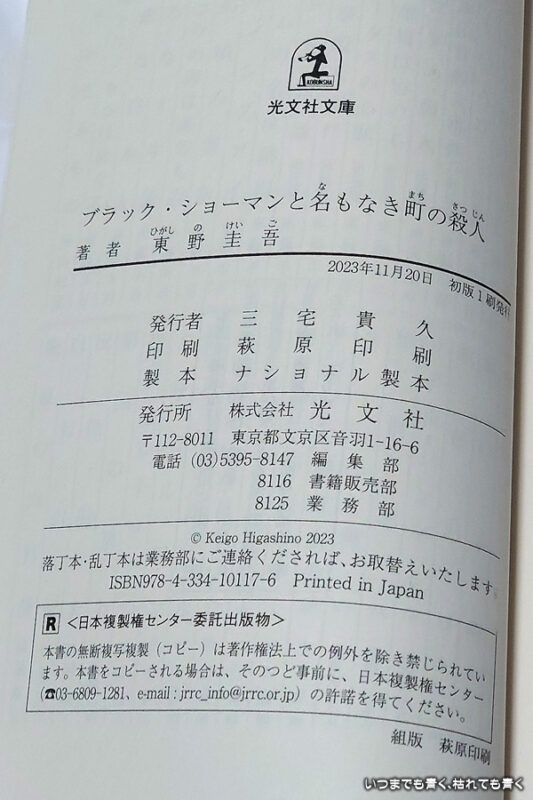 KOBUNSHA
光文社文庫
ブラック・ショーマンと名もなき町の殺人
著者 東野圭吾
2023年11月20日 初版1刷発行
発行者 三宅貴久
印刷 萩原印刷
製本 ナショナル製本
発行所 株式会社 光文社
〒112-8011 東京都文京区音羽1-16-6
電話 (03)5395-8147 編集部
8116 書籍販売部
8125 業務部
© Keigo Higashino 2023
落丁本・乱丁本は業務部にご連絡くだされば、お取替えいたします。
ISBN978-4-334-10117-6 Printed in Japan
R <日本複製権センター委託出版物>
本書の無断複写複製(コピー)は著作権法上での例外を除き禁じられてい
ます。本書をコピーされる場合は、そのつど事前に、日本複製権センター
(☎03-6809-1281、e-mail : jrrc_info@jrrc.or.jp) の許諾を得てください。
組版 萩原印刷
いつまでも青く、枯れても青く